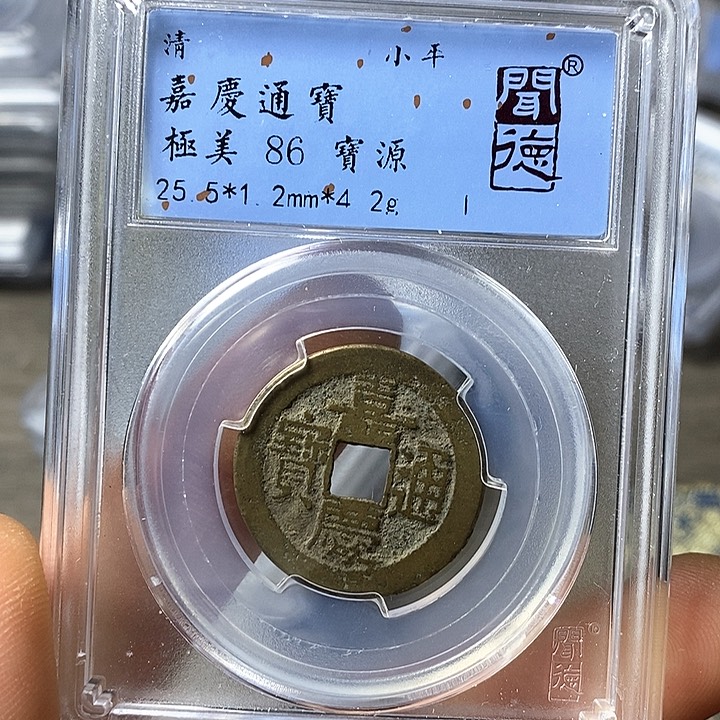 清 小平
嘉慶通寶
極美 86 寶源
25.5*1.2mm*4.2g
聞德®
嘉慶通寶
聞德